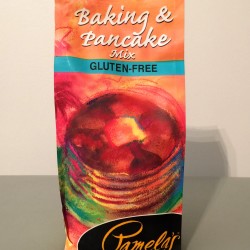 Baking &
Pancake
Mix
GLUTEN-FREE
Pamela's